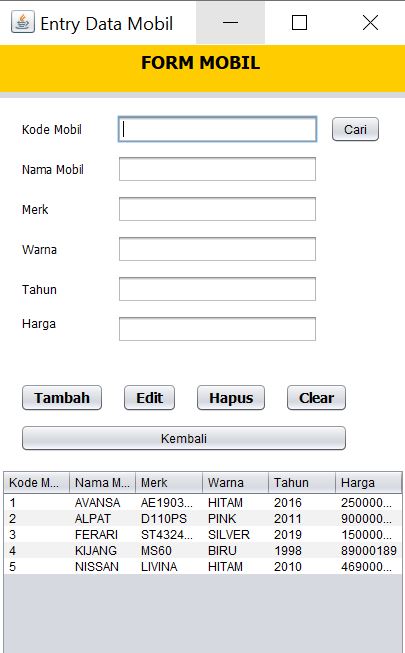 Entry Data Mobil
FORM MOBIL
Kode Mobil Cari
Nama Mobil
Merk
Warna
Tahun
Harga
Tambah Edit Hapus Clear
Kembali
Kode M... Nama M... Merk Warna Tahun Harga
1 AVANSA AE1903... HITAM 2016 250000...
2 ALPAT D110PS PINK 2011 900000...
3 FERARI ST4324... SILVER 2019 150000...
4 KIJANG MS60 BIRU 1998 89000189
5 NISSAN LIVINA HITAM 2010 469000...